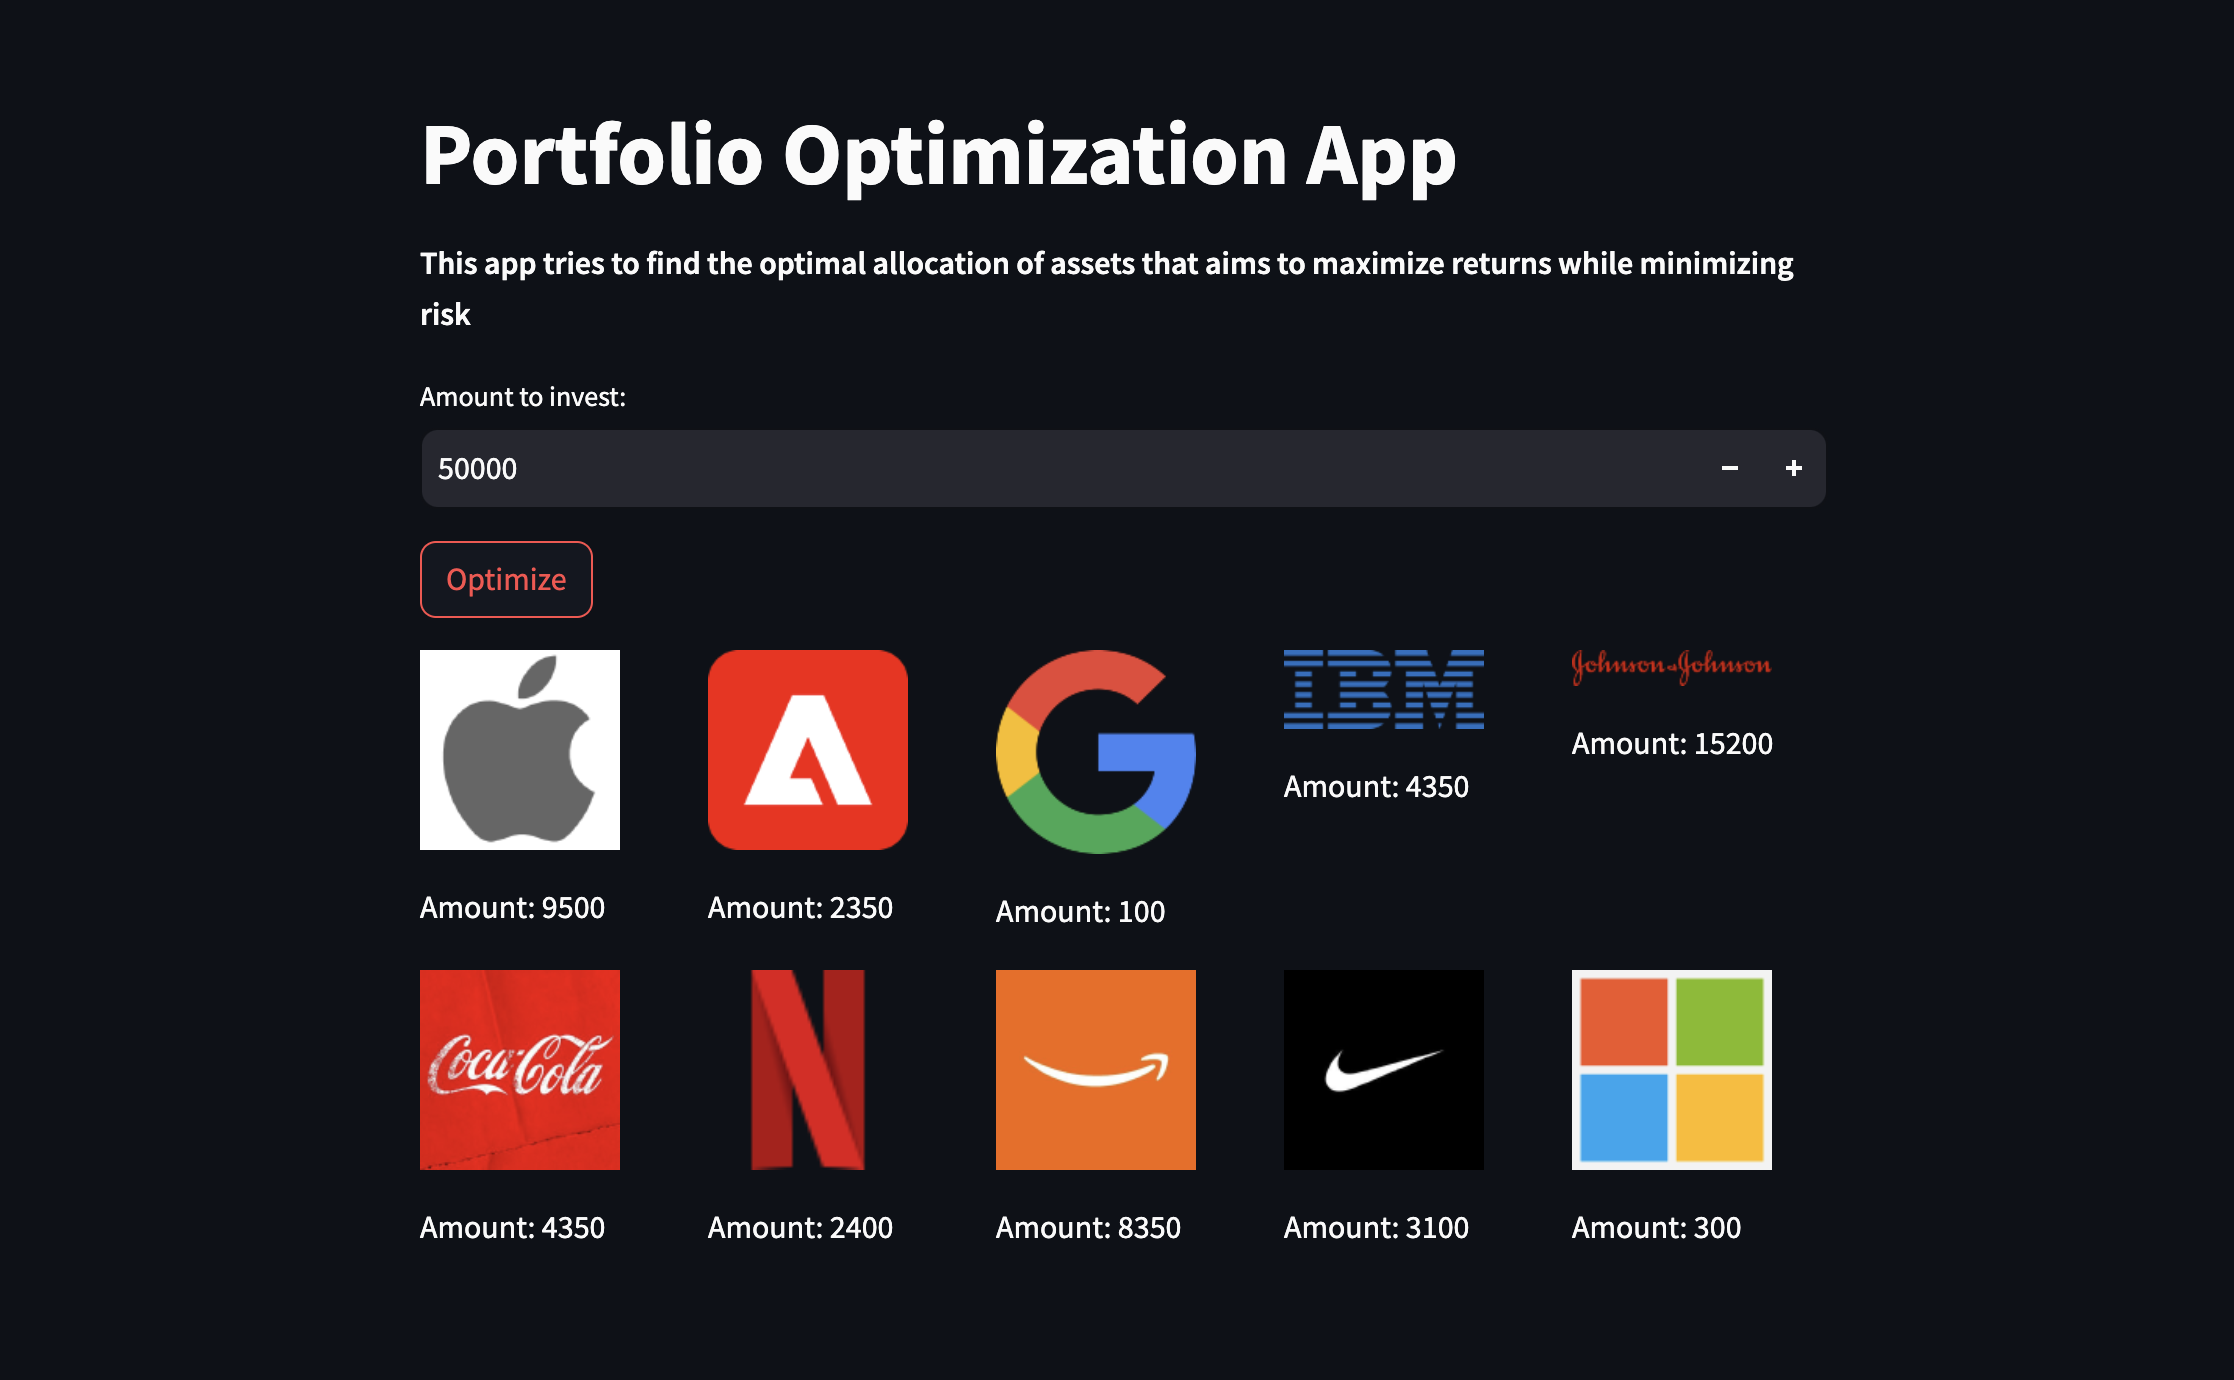 Portfolio Optimization App
This app tries to find the optimal allocation of assets that aims to maximize returns while minimizing
risk
Amount to invest:
50000
Optimize
IBM
Johnson & Johnson
Amount: 15200
Amount: 4350
Amount: 9500
Amount: 2350
Amount: 100
Coca-Cola
N
Amount: 4350
Amount: 2400
Amount: 8350
Amount: 3100
Amount: 300